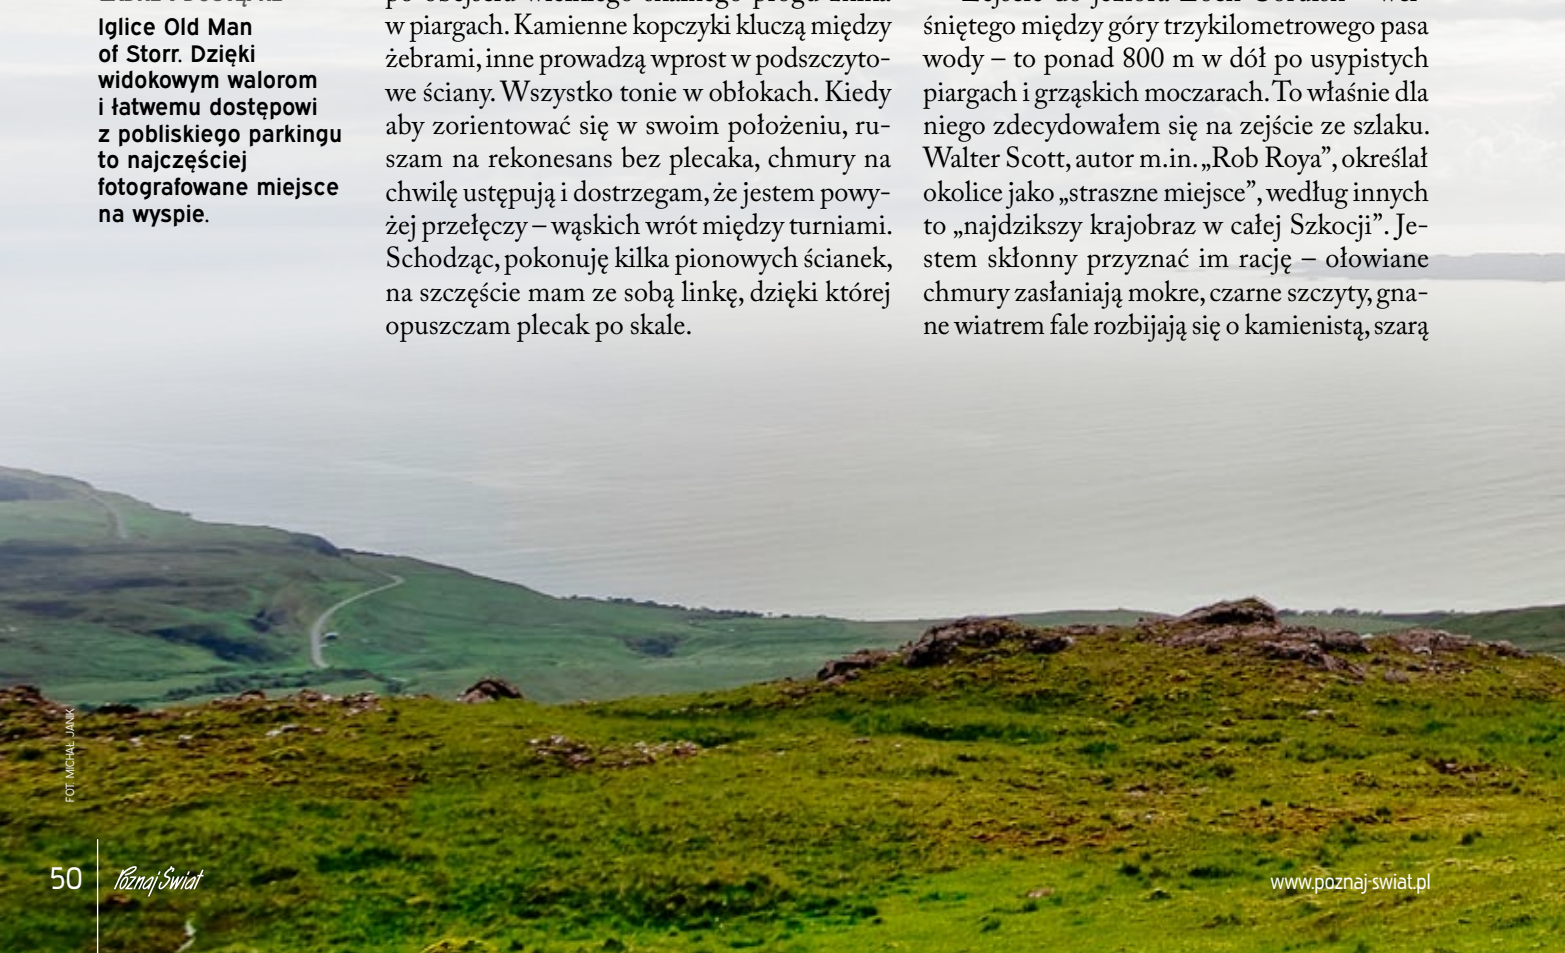 Iglice Old Man
of Storr. Dzięki
widokowym walorom
i łatwemu dostępowi
z pobliskiego parkingu
to najczęściej
fotografowane miejsce
na wyspie.
w piargach. Kamienne kopczyki kluczą między
żebrami, inne prowadzą wprost w podszczyto-
we ściany. Wszystko tonie w obłokach. Kiedy
aby zorientować się w swoim położeniu, ru-
szam na rekonesans bez plecaka, chmury na
chwilę ustępują i dostrzegam, że jestem powy-
żej przełęczy – wąskich wrót między turniami.
Schodząc, pokonuję kilka pionowych ścianek,
na szczęście mam ze sobą linkę, dzięki której
opuszczam plecak po skale.
śniętego między góry trzykilometrowego pasa
wody – to ponad 800 m w dół po usypistych
piargach i grząskich moczarach. To właśnie dla
niego zdecydowałem się na zejście ze szlaku.
Walter Scott, autor m.in. „Rob Roya”, określał
okolice jako „straszne miejsce”, według innych
to „najdzikszy krajobraz w całej Szkocji”. Je-
stem skłonny przyznać im rację – ołowiane
chmury zasłaniają mokre, czarne szczyty, gna-
ne wiatrem fale rozbijają się o kamienistą, szarą
FOT. MICHAŁ JANIK
50
Poznaj Świat
www.poznaj-swiat.pl